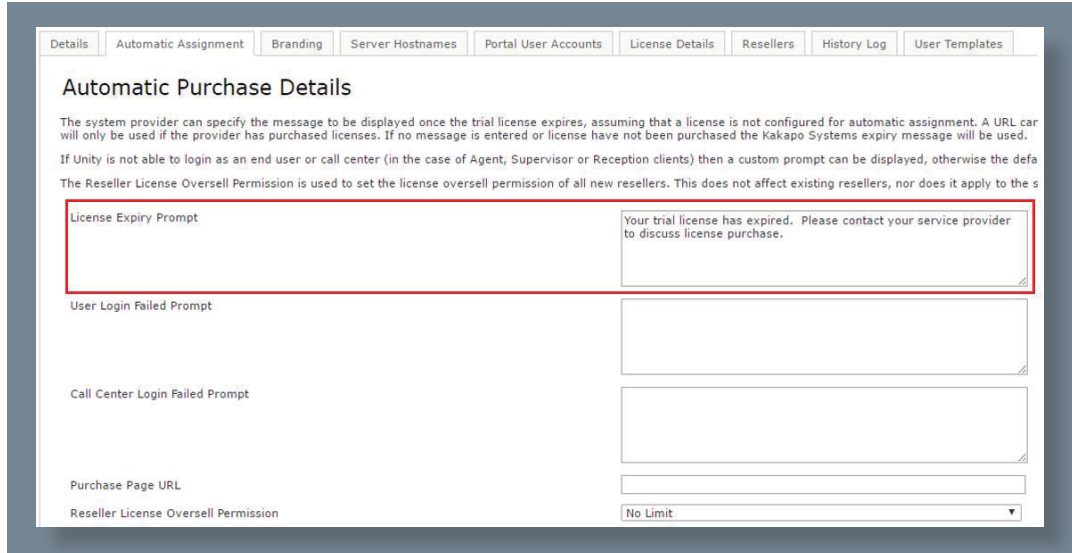 Details Automatic Assignment Branding Server Hostnames Portal User Accounts License Details Resellers History Log User Templates
Automatic Purchase Details
The system provider can specify the message to be displayed once the trial license expires, assuming that a license is not configured for automatic assignment. A URL can
will only be used if the provider has purchased licenses. If no message is entered or license have not been purchased the Kakapo Systems expiry message will be used.
If Unity is not able to login as an end user or call center (in the case of Agent, Supervisor or Reception clients) then a custom prompt can be displayed, otherwise the defa
The Reseller License Oversell Permission is used to set the license oversell permission of all new resellers. This does not affect existing resellers, nor does it apply to the s
License Expiry Prompt
Your trial license has expired. Please contact your service provider
to discuss license purchase.
User Login Failed Prompt
Call Center Login Failed Prompt
Purchase Page URL
Reseller License Oversell Permission No Limit